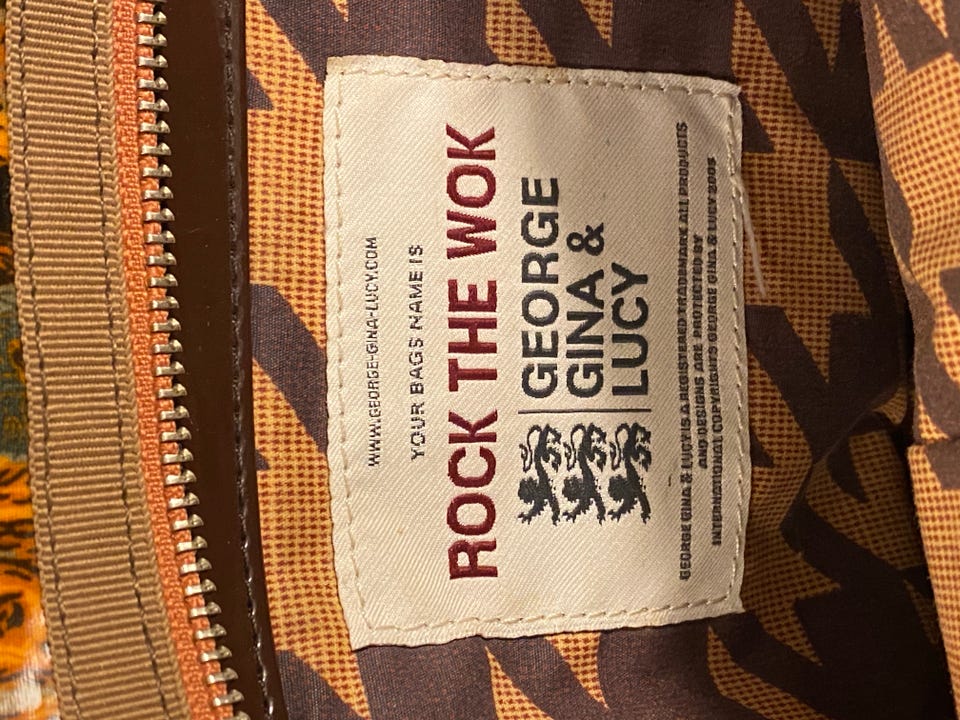 WWW.GEORGE-GINA-LUCY.COM
YOUR BAGS NAME IS
ROCK THE WOK
GEORGE
GINA &
LUCY
GEORGE GINA & LUCY IS A REGISTERED TRADMARK ALL PRODUCTS
AND DESIGNS ARE PROTECTED BY
INTERNATIONAL COPYRIGHTS GEORGE GINA & LUCY 2005